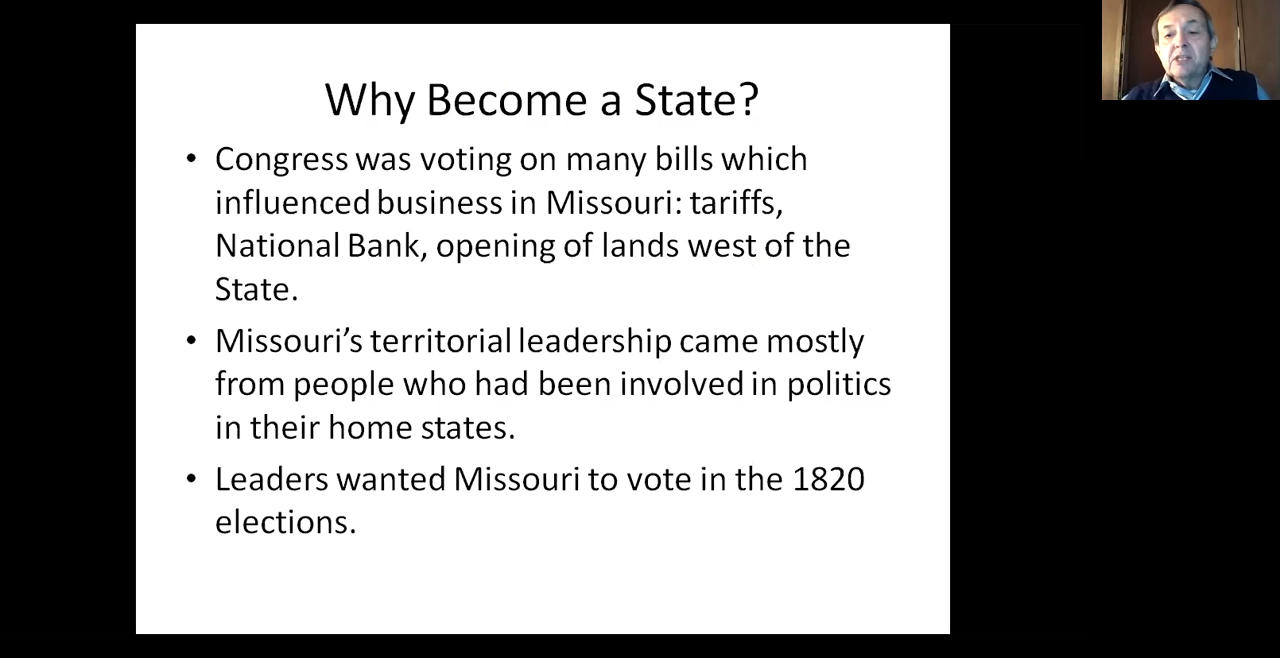 Why Become a State?
• Congress was voting on many bills which
influenced business in Missouri: tariffs,
National Bank, opening of lands west of the
State.
• Missouri’s territorial leadership came mostly
from people who had been involved in politics
in their home states.
• Leaders wanted Missouri to vote in the 1820
elections.